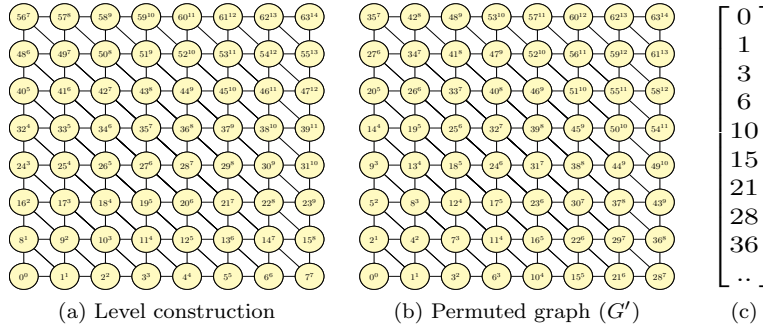 56⁷ 57⁸ 58⁹ 59¹⁰ 60¹¹ 61¹² 62¹³ 63¹⁴
48⁶ 49⁷ 50⁸ 51⁹ 52¹⁰ 53¹¹ 54¹² 55¹³
40⁵ 41⁶ 42⁷ 43⁸ 44⁹ 45¹⁰ 46¹¹ 47¹²
32⁴ 33⁵ 34⁶ 35⁷ 36⁸ 37⁹ 38¹⁰ 39¹¹
24³ 25⁴ 26⁵ 27⁶ 28⁷ 29⁸ 30⁹ 31¹⁰
16² 17³ 18⁴ 19⁵ 20⁶ 21⁷ 22⁸ 23⁹
8¹ 9² 10³ 11⁴ 12⁵ 13⁶ 14⁷ 15⁸
0⁰ 1¹ 2² 3³ 4⁴ 5⁵ 6⁶ 7⁷
(a) Level construction
35⁷ 42⁸ 48⁹ 53¹⁰ 57¹¹ 60¹² 62¹³ 63¹⁴
27⁶ 34⁷ 41⁸ 47⁹ 52¹⁰ 56¹¹ 59¹² 61¹³
20⁵ 26⁶ 33⁷ 40⁸ 46⁹ 51¹⁰ 55¹¹ 58¹²
14⁴ 19⁵ 25⁶ 32⁷ 39⁸ 45⁹ 50¹⁰ 54¹¹
9³ 13⁴ 18⁵ 24⁶ 31⁷ 38⁸ 44⁹ 49¹⁰
5² 8³ 12⁴ 17⁵ 23⁶ 30⁷ 37⁸ 43⁹
2¹ 4² 7³ 11⁴ 16⁵ 22⁶ 29⁷ 36⁸
0⁰ 1¹ 3² 6³ 10⁴ 15⁵ 21⁶ 28⁷
(b) Permuted graph (G′)
0
1
3
6
10
15
21
28
36
..
(c)